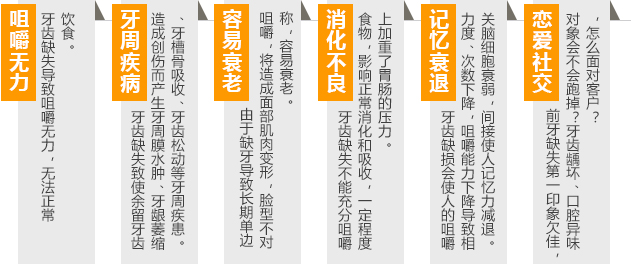 恋爱社交
前牙缺失第一印象欠佳，
对象会不会跑掉？牙齿龋坏、口腔异味
，怎么面对客户？
记忆衰退
牙齿缺损会使人的咀嚼
力度、次数下降，咀嚼能力下降导致相
关脑细胞衰弱，间接使人记忆力减退。
消化不良
牙齿缺失不能充分咀嚼
食物，影响正常消化和吸收，一定程度
上加重了胃肠的压力。
容易衰老
由于缺牙导致长期单边
咀嚼，将造成面部肌肉变形，脸型不对
称，容易衰老。
牙周疾病
牙齿缺失致使余留牙齿
造成创伤而产生牙周膜水肿、牙龈萎缩
、牙槽骨吸收、牙齿松动等牙周疾患。
咀嚼无力
牙齿缺失导致咀嚼无力，无法正常
饮食。